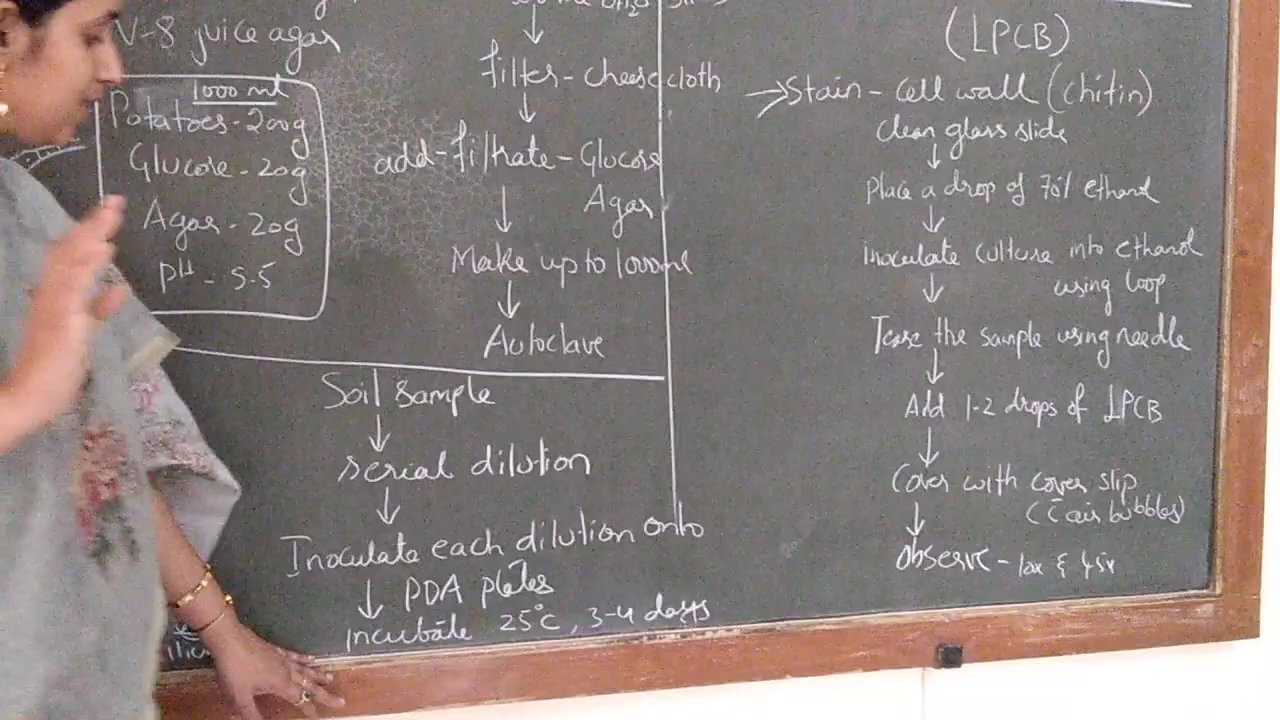 V-8 juice agar
1000 ml
Potatoes - 200g
Glucose - 20g
Agar - 20g
pH - 5.5
↓
filter - cheese cloth
↓
add - filtrate - Glucose
Agar
↓
Make up to 1000ml
↓
Autoclave
Soil sample
↓
serial dilution
↓
Inoculate each dilution onto
↓ PDA plates
Incubate 25°C, 3-4 days
(LPCB)
→ Stain - cell wall (chitin)
Clean glass slide
↓
Place a drop of 70% ethanol
↓
Inoculate culture into ethanol
↓ using loop
Tease the sample using needle
↓
Add 1-2 drops of LPCB
↓
Cover with cover slip
↓ (c̄ air bubbles)
Observe - 10x & 45x